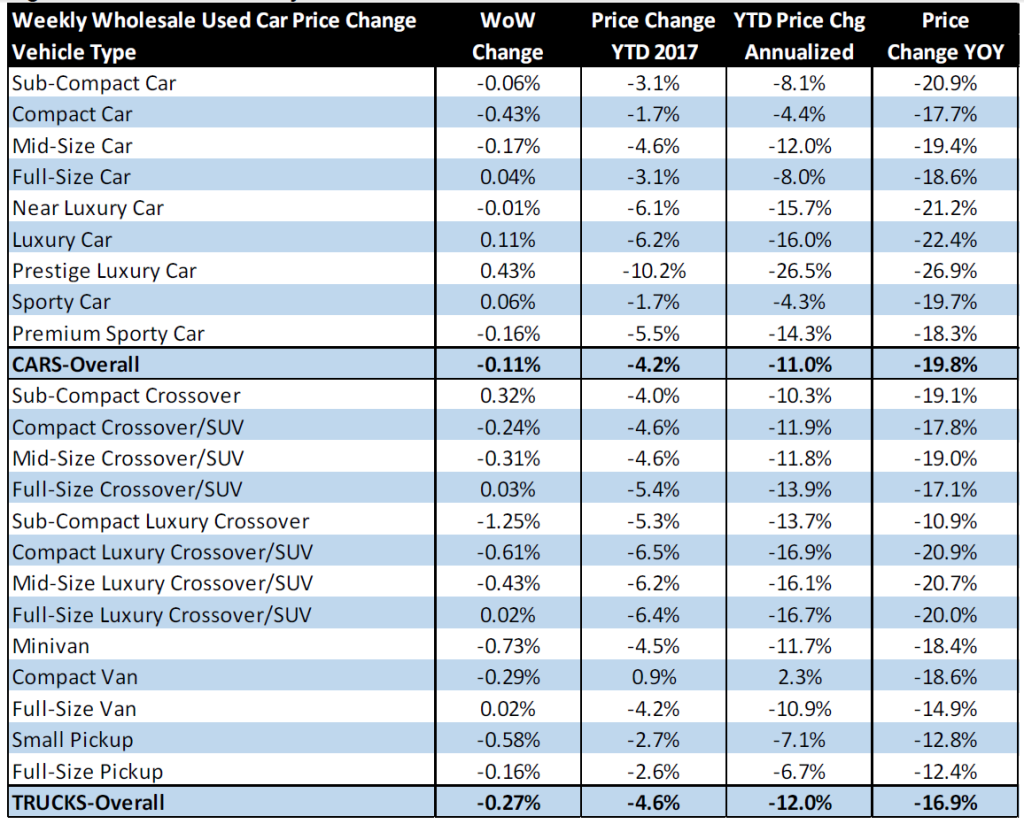 Weekly Wholesale Used Car Price Change WoW Price Change YTD Price Chg Price
Vehicle Type Change YTD 2017 Annualized Change YOY
Sub-Compact Car -0.06% -3.1% -8.1% -20.9%
Compact Car -0.43% -1.7% -4.4% -17.7%
Mid-Size Car -0.17% -4.6% -12.0% -19.4%
Full-Size Car 0.04% -3.1% -8.0% -18.6%
Near Luxury Car -0.01% -6.1% -15.7% -21.2%
Luxury Car 0.11% -6.2% -16.0% -22.4%
Prestige Luxury Car 0.43% -10.2% -26.5% -26.9%
Sporty Car 0.06% -1.7% -4.3% -19.7%
Premium Sporty Car -0.16% -5.5% -14.3% -18.3%
CARS-Overall -0.11% -4.2% -11.0% -19.8%
Sub-Compact Crossover 0.32% -4.0% -10.3% -19.1%
Compact Crossover/SUV -0.24% -4.6% -11.9% -17.8%
Mid-Size Crossover/SUV -0.31% -4.6% -11.8% -19.0%
Full-Size Crossover/SUV 0.03% -5.4% -13.9% -17.1%
Sub-Compact Luxury Crossover -1.25% -5.3% -13.7% -10.9%
Compact Luxury Crossover/SUV -0.61% -6.5% -16.9% -20.9%
Mid-Size Luxury Crossover/SUV -0.43% -6.2% -16.1% -20.7%
Full-Size Luxury Crossover/SUV 0.02% -6.4% -16.7% -20.0%
Minivan -0.73% -4.5% -11.7% -18.4%
Compact Van -0.29% 0.9% 2.3% -18.6%
Full-Size Van 0.02% -4.2% -10.9% -14.9%
Small Pickup -0.58% -2.7% -7.1% -12.8%
Full-Size Pickup -0.16% -2.6% -6.7% -12.4%
TRUCKS-Overall -0.27% -4.6% -12.0% -16.9%